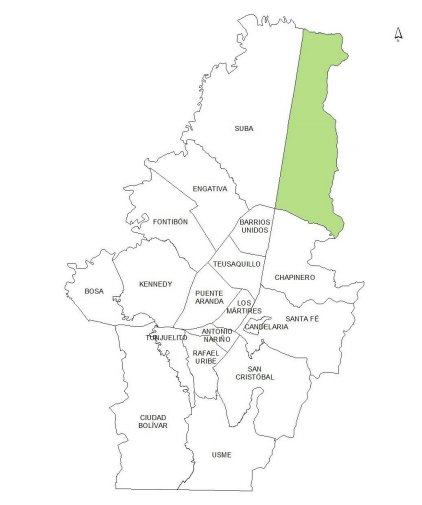 SUBA
ENGATIVA
FONTIBÓN
BARRIOS
UNIDOS
TEUSAQUILLO
CHAPINERO
KENNEDY
BOSA
PUENTE
ARANDA
LOS
MÁRTIRES
SANTA FÉ
CANDELARIA
TUNJUELITO
ANTONIO
NARIÑO
RAFAEL
URIBE
SAN
CRISTÓBAL
CIUDAD
BOLÍVAR
USME